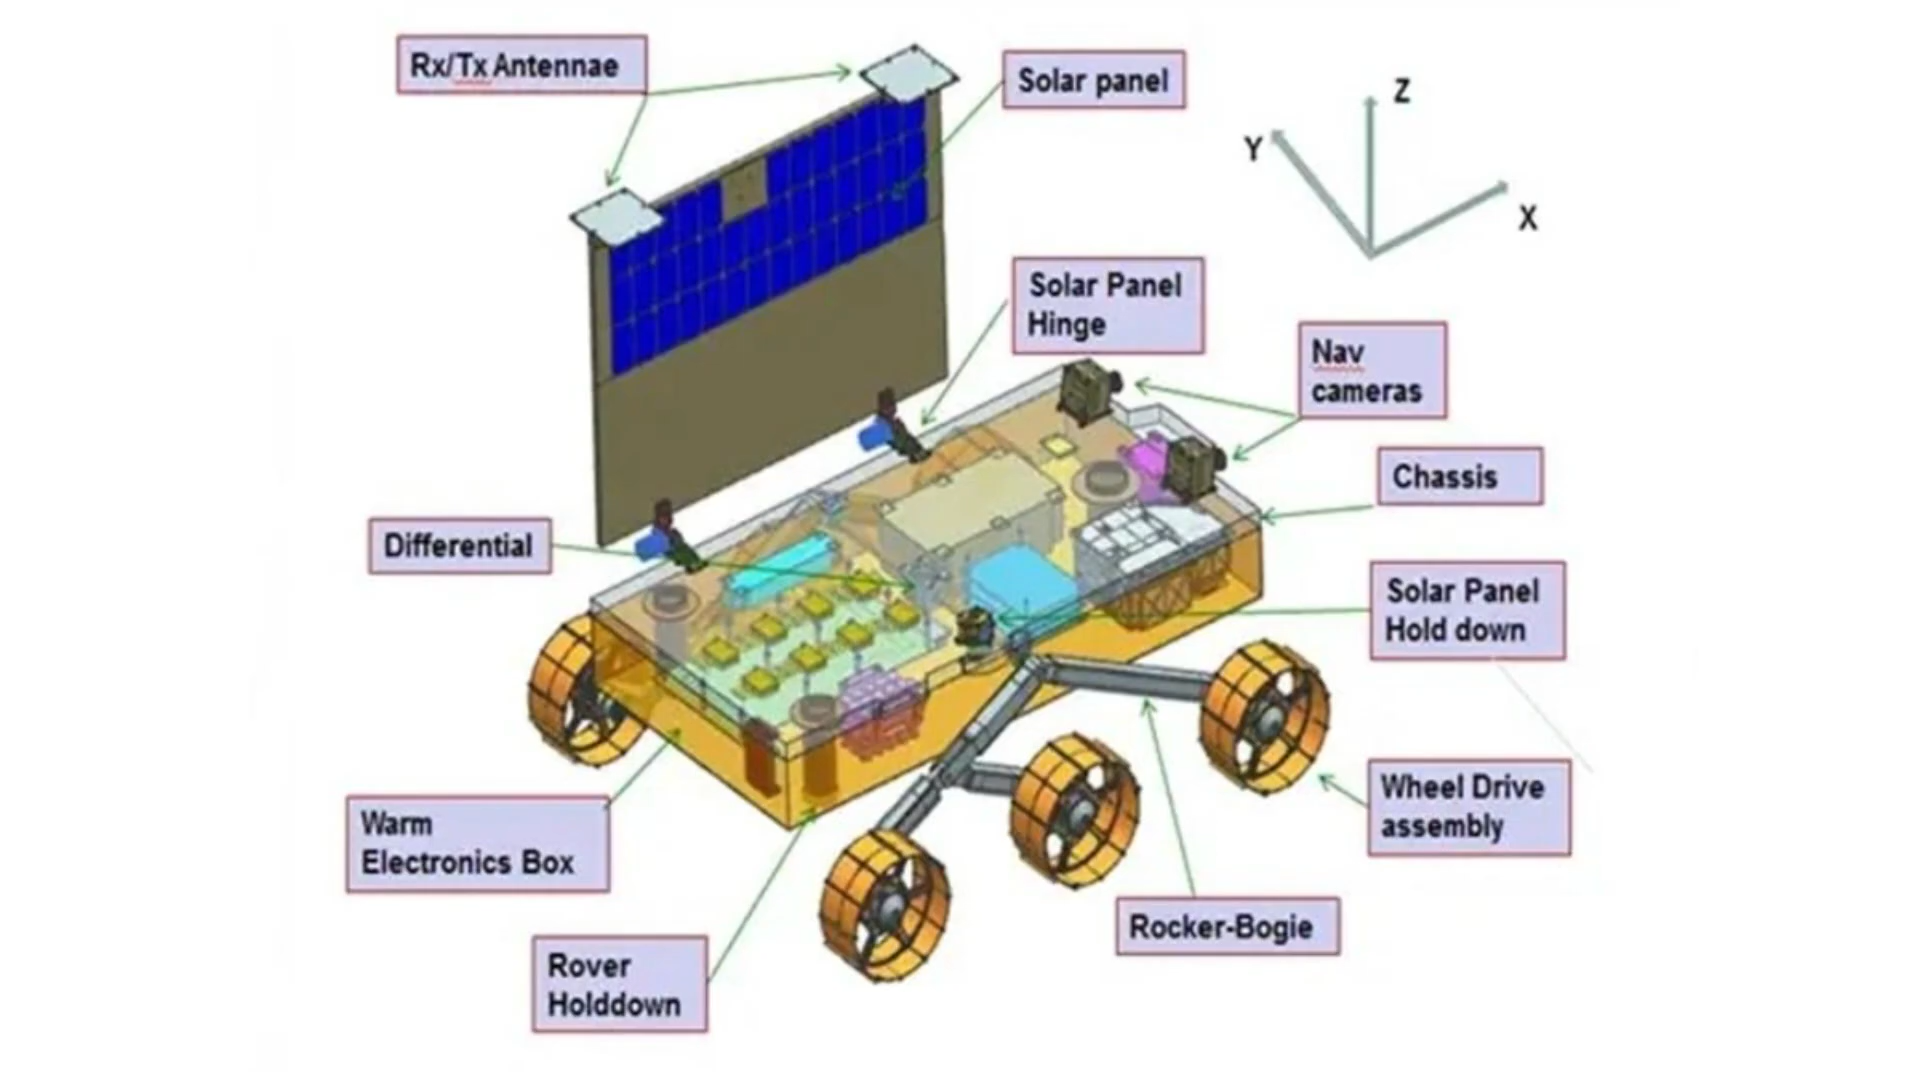 Rx/Tx Antennae
Solar panel
Z
Y
X
Solar Panel
Hinge
Nav
cameras
Chassis
Differential
Solar Panel
Hold down
Wheel Drive
assembly
Warm
Electronics Box
Rocker-Bogie
Rover
Holddown